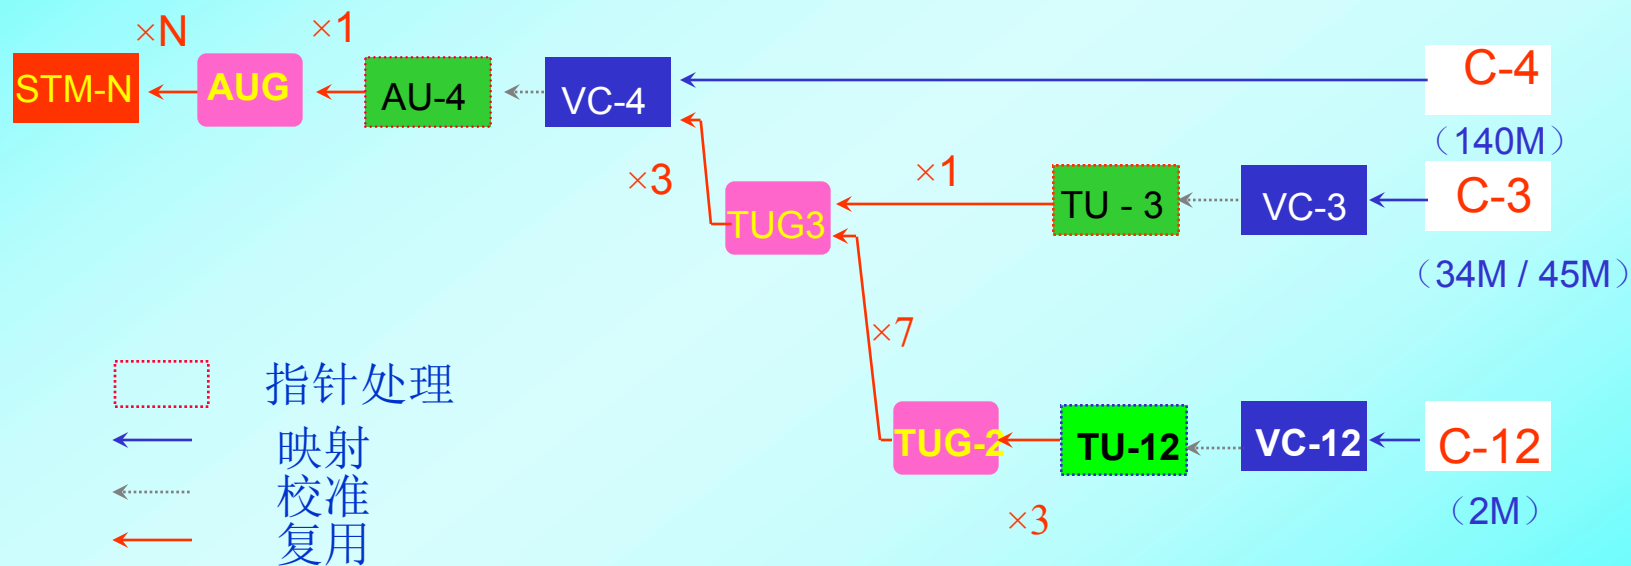 ×N
×1
STM-N
AUG
AU-4
VC-4
C-4
（140M）
×3
×1
TUG3
TU - 3
VC-3
C-3
（34M / 45M）
×7
TUG-2
TU-12
VC-12
C-12
（2M）
×3
指针处理
映射
校准
复用